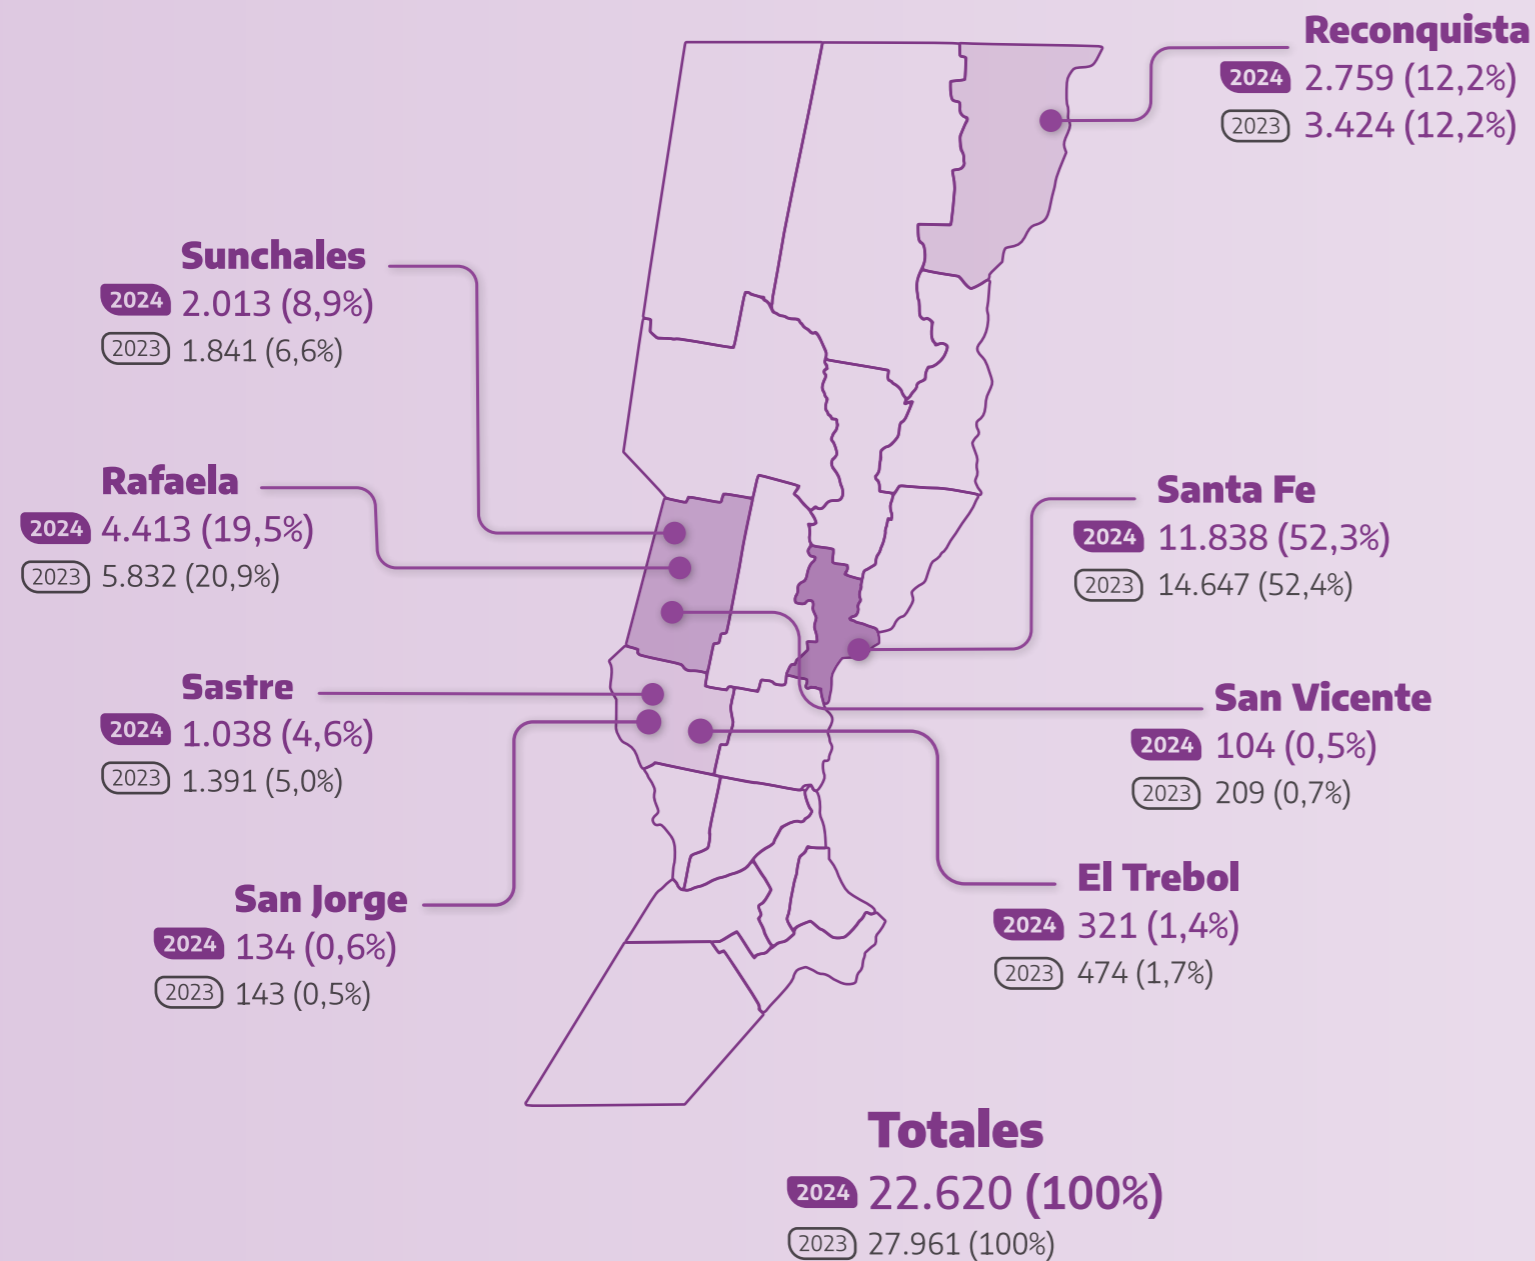 Reconquista
2024 2.759 (12,2%)
2023 3.424 (12,2%)
Sunchales
2024 2.013 (8,9%)
2023 1.841 (6,6%)
Rafaela
2024 4.413 (19,5%)
2023 5.832 (20,9%)
Santa Fe
2024 11.838 (52,3%)
2023 14.647 (52,4%)
Sastre
2024 1.038 (4,6%)
2023 1.391 (5,0%)
San Vicente
2024 104 (0,5%)
2023 209 (0,7%)
San Jorge
2024 134 (0,6%)
2023 143 (0,5%)
El Trebol
2024 321 (1,4%)
2023 474 (1,7%)
Totales
2024 22.620 (100%)
2023 27.961 (100%)